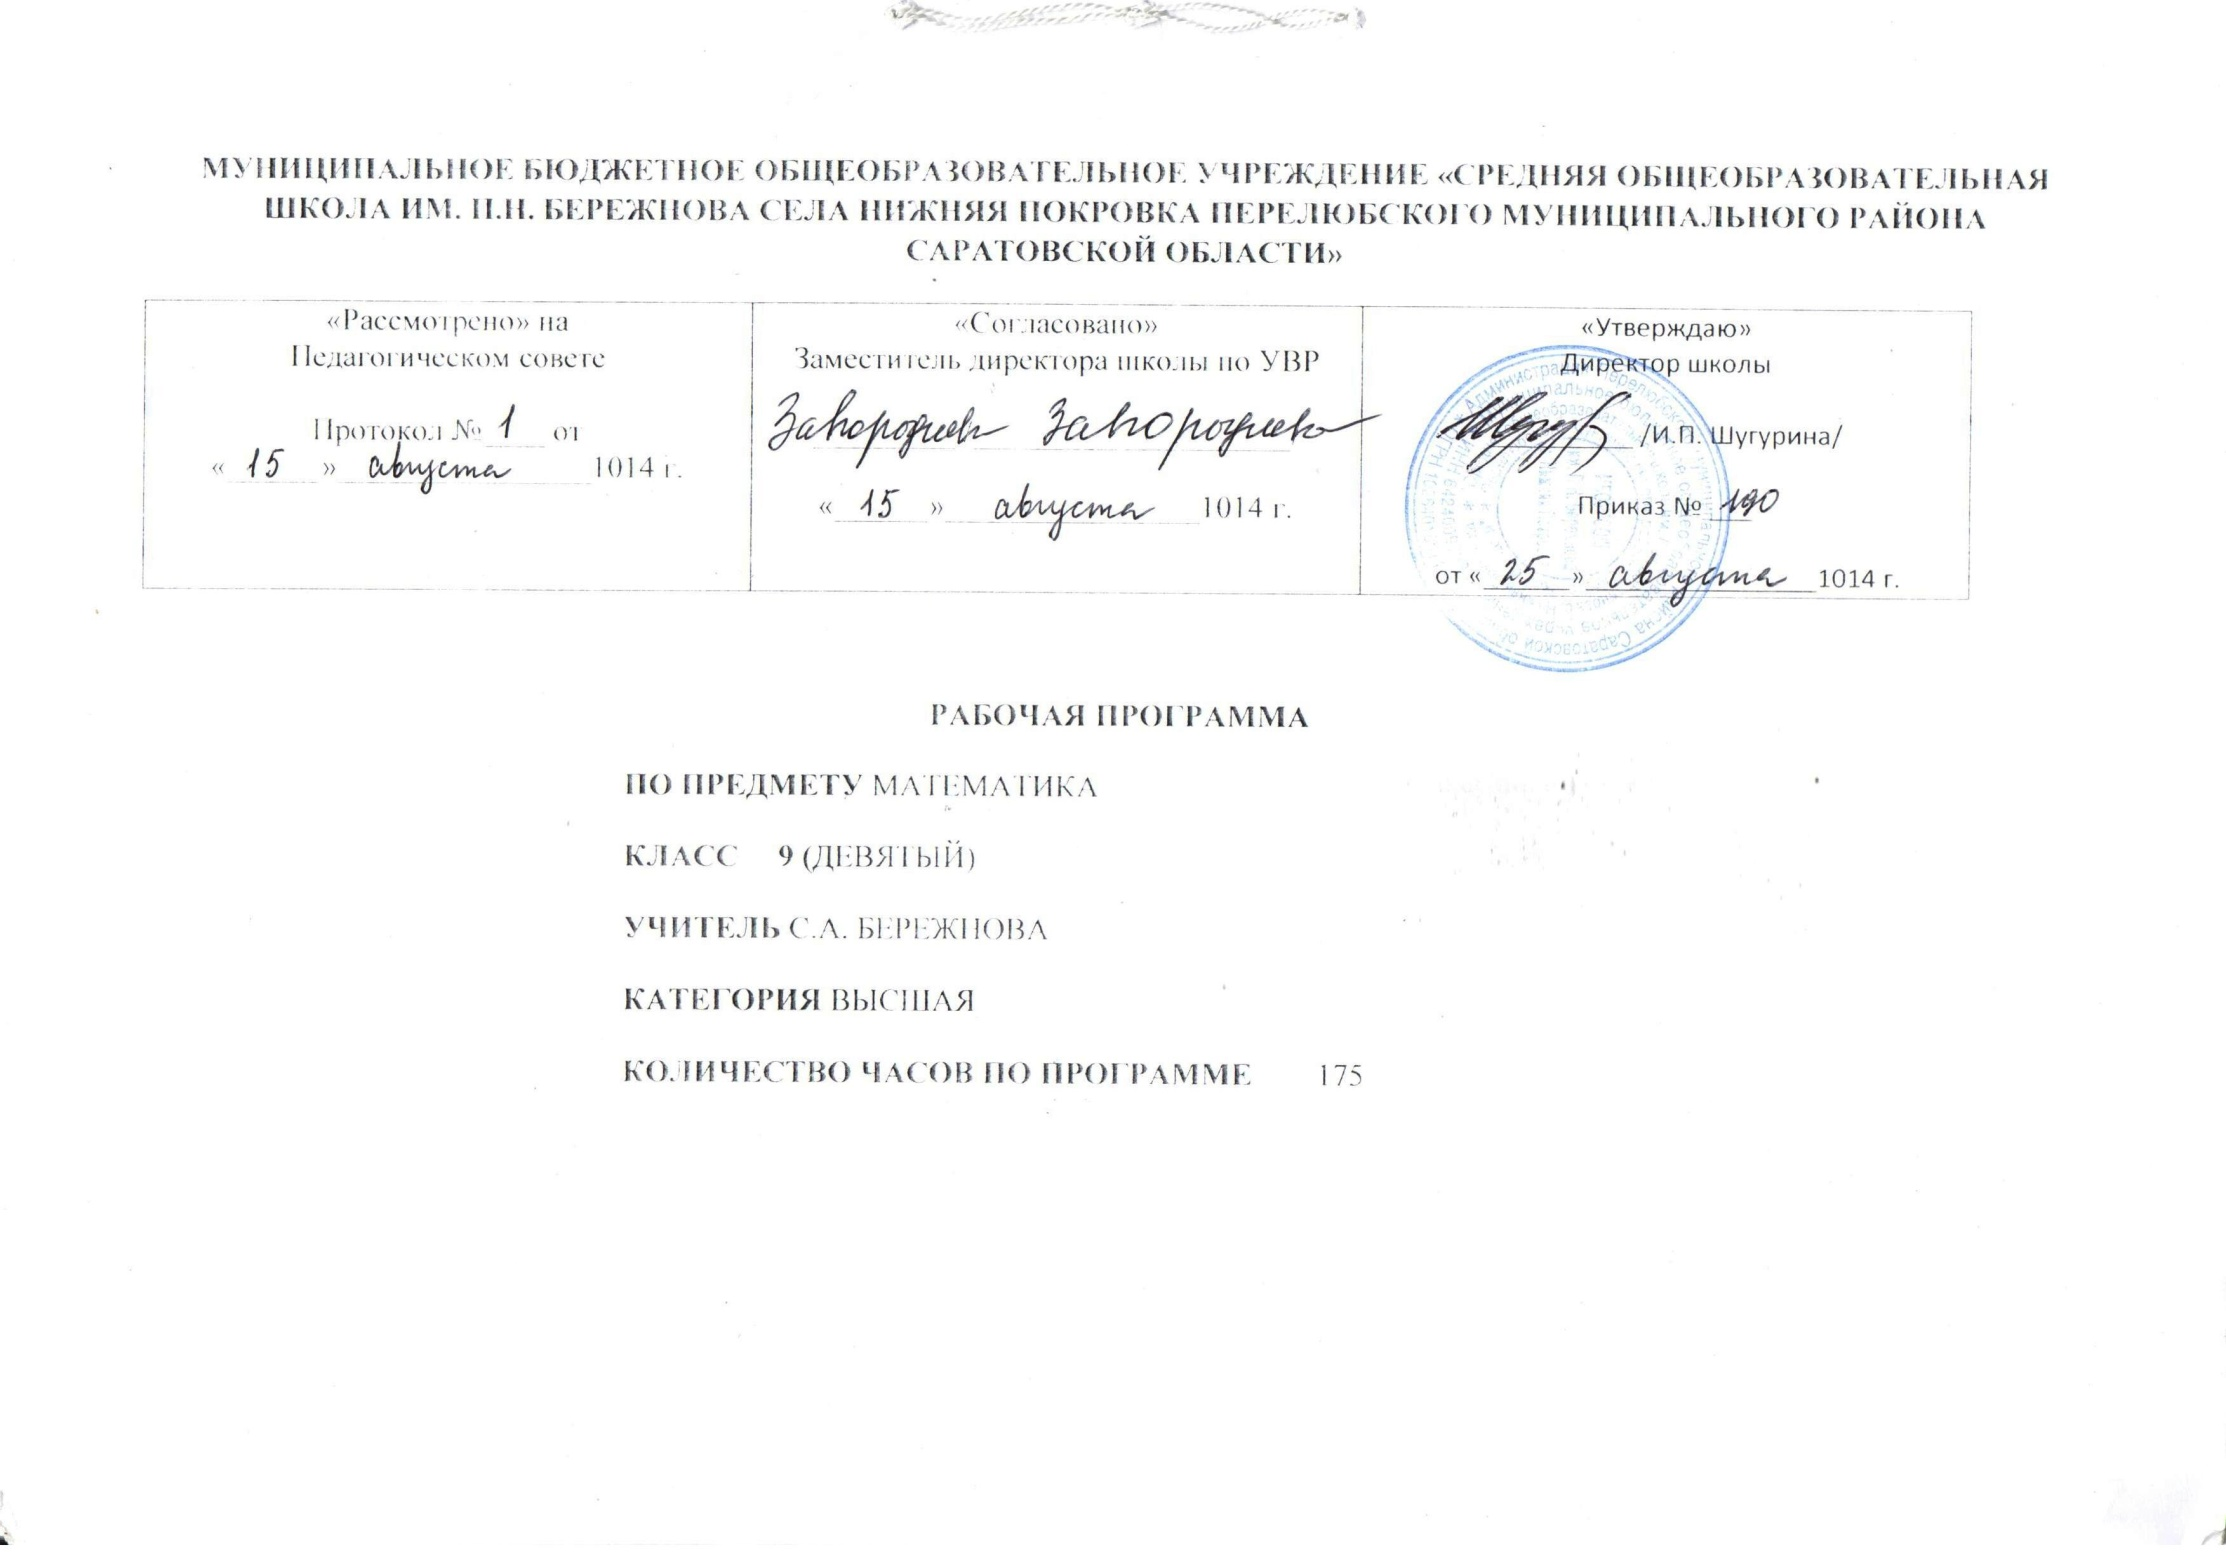 МУНИЦИПАЛЬНОЕ БЮДЖЕТНОЕ ОБЩЕОБРАЗОВАТЕЛЬНОЕ УЧРЕЖДЕНИЕ «СРЕДНЯЯ ОБЩЕОБРАЗОВАТЕЛЬНАЯ
ШКОЛА ИМ. П.Н. БЕРЕЖНОВА СЕЛА НИЖНЯЯ ПОКРОВКА ПЕРЕЛЮБСКОГО МУНИЦИПАЛЬНОГО РАЙОНА
САРАТОВСКОЙ ОБЛАСТИ»
«Рассмотрено» на
Педагогическом совете
Протокол № 1 от
« 15 » августа 1014 г.
«Согласовано»
Заместитель директора школы по УВР
« 15 » августа 1014 г.
«Утверждаю»
Директор школы
/И.П. Шугурина/
Приказ № 190
от « 25 » августа 1014 г.
РАБОЧАЯ ПРОГРАММА
ПО ПРЕДМЕТУ МАТЕМАТИКА
КЛАСС 9 (ДЕВЯТЫЙ)
УЧИТЕЛЬ С.А. БЕРЕЖНОВА
КАТЕГОРИЯ ВЫСШАЯ
КОЛИЧЕСТВО ЧАСОВ ПО ПРОГРАММЕ 175